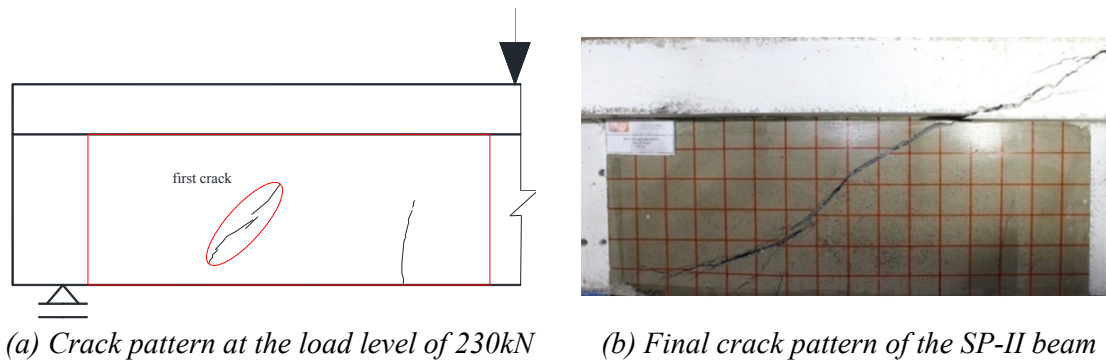 first crack
(a) Crack pattern at the load level of 230kN
(b) Final crack pattern of the SP-II beam